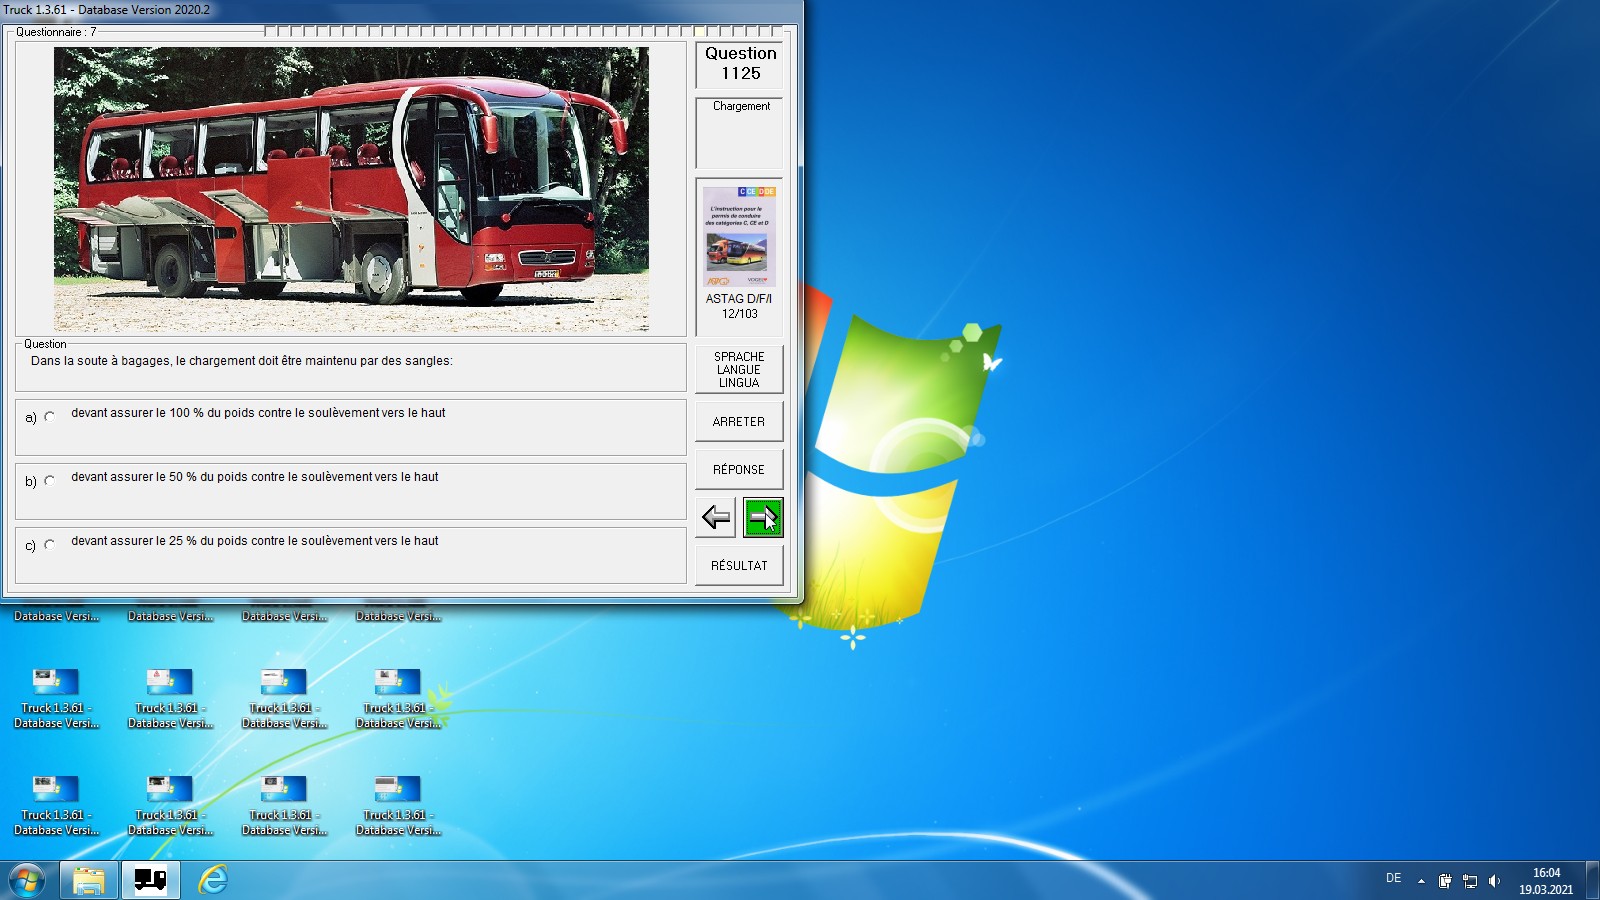 Truck 1.3.61 - Database Version 2020.2
Questionnaire : 7
Question
1125
Chargement
C CE D DE
L'instruction pour le
permis de conduire
des catégories C, CE et D
ASTAG D/F/I
12/103
Question
Dans la soute à bagages, le chargement doit être maintenu par des sangles:
SPRACHE
LANGUE
LINGUA
a) devant assurer le 100 % du poids contre le soulèvement vers le haut
ARRETER
b) devant assurer le 50 % du poids contre le soulèvement vers le haut
RÉPONSE
c) devant assurer le 25 % du poids contre le soulèvement vers le haut
RÉSULTAT
Database Versi... Database Versi... Database Versi... Database Versi...
Truck 1.3.61 - Truck 1.3.61 - Truck 1.3.61 - Truck 1.3.61 -
Database Versi... Database Versi... Database Versi... Database Versi...
Truck 1.3.61 - Truck 1.3.61 - Truck 1.3.61 - Truck 1.3.61 -
Database Versi... Database Versi... Database Versi... Database Versi...
DE
16:04
19.03.2021